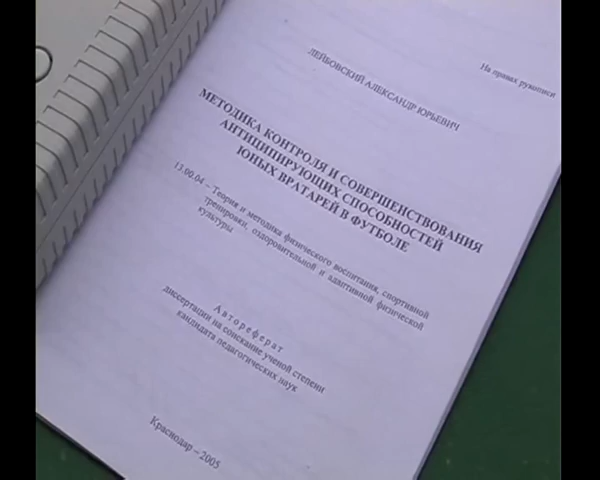 На правах рукописи
ЛЕЙБОВСКИЙ АЛЕКСАНДР ЮРЬЕВИЧ
МЕТОДИКА КОНТРОЛЯ И СОВЕРШЕНСТВОВАНИЯ
АНТИЦИПИРУЮЩИХ СПОСОБНОСТЕЙ
ЮНЫХ ВРАТАРЕЙ В ФУТБОЛЕ
13.00.04 – Теория и методика физического воспитания, спортивной
тренировки, оздоровительной и адаптивной физической
культуры
Автореферат
диссертации на соискание ученой степени
кандидата педагогических наук
Краснодар – 2005